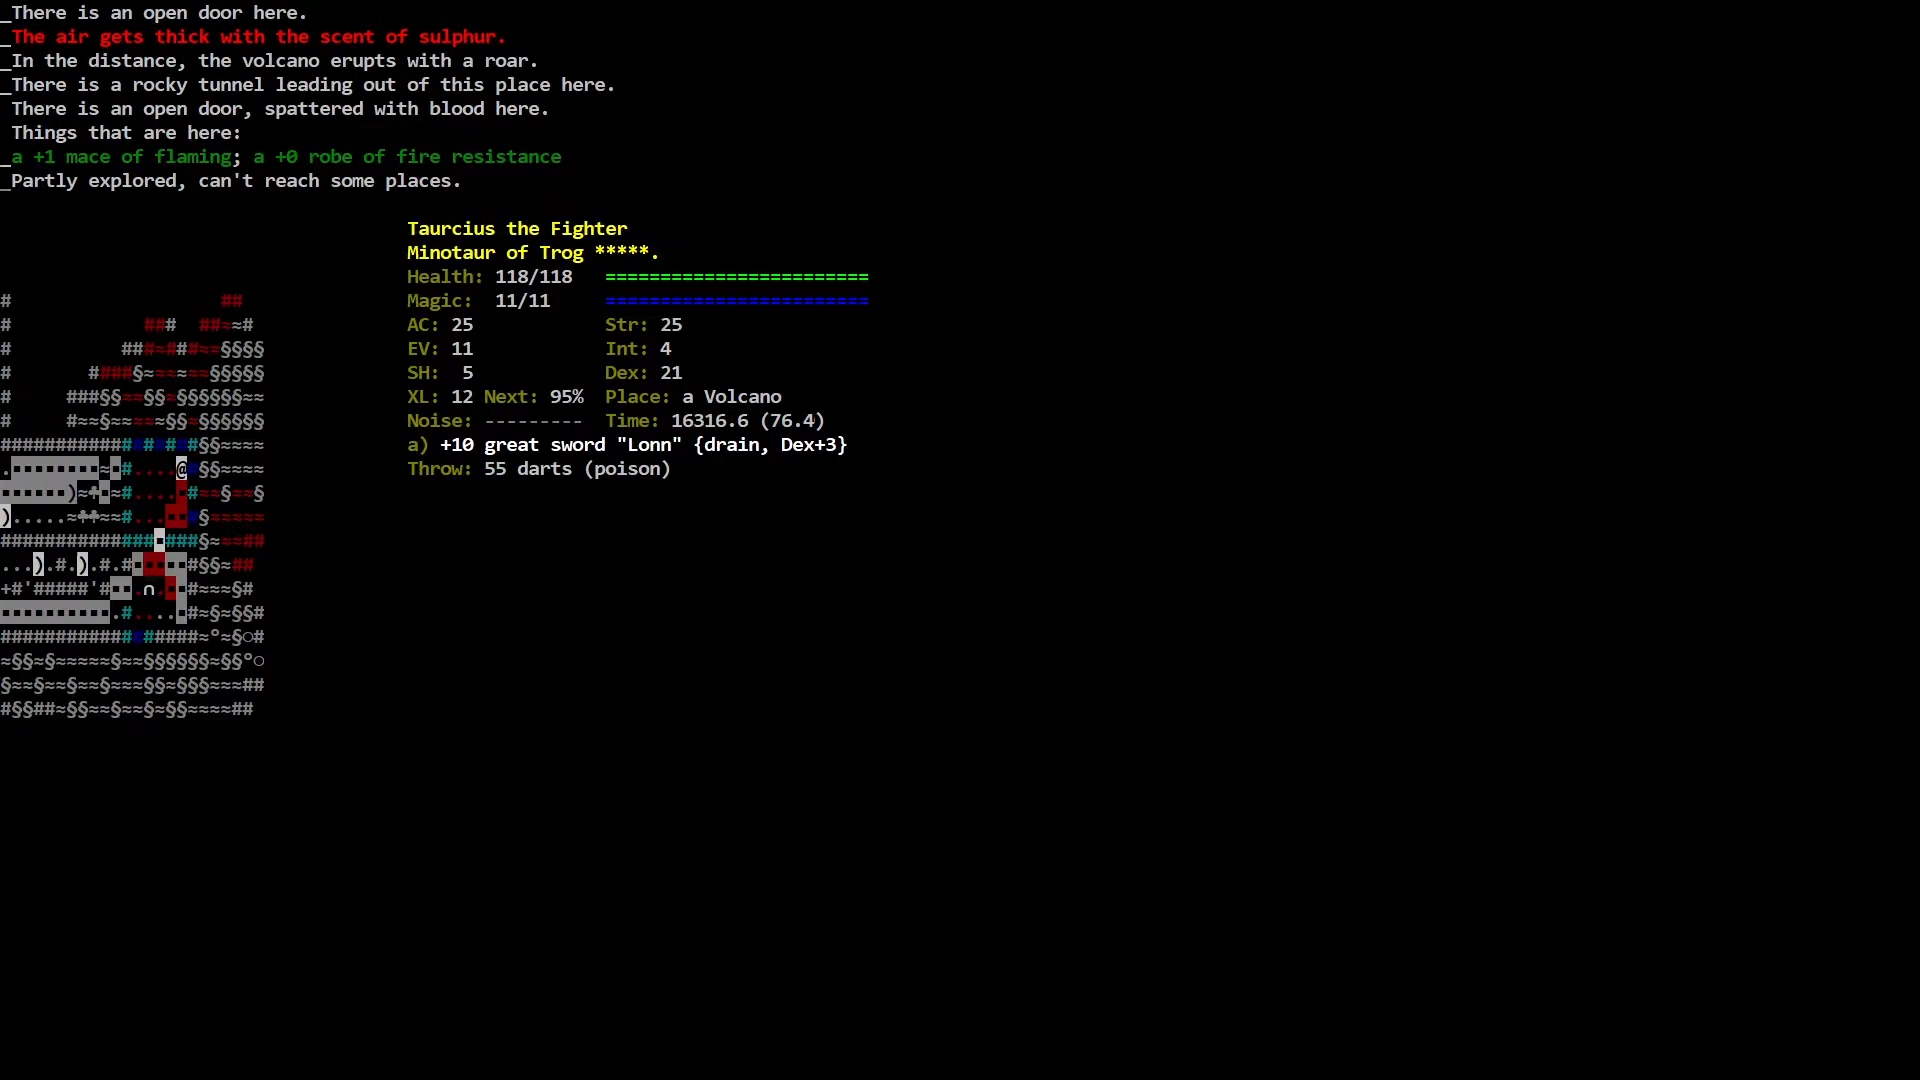 _There is an open door here.
_The air gets thick with the scent of sulphur.
_In the distance, the volcano erupts with a roar.
_There is a rocky tunnel leading out of this place here.
There is an open door, spattered with blood here.
Things that are here:
_a +1 mace of flaming; a +0 robe of fire resistance
_Partly explored, can't reach some places.
Taurcius the Fighter
Minotaur of Trog *****.
Health: 118/118 ========================
Magic: 11/11 ========================
AC: 25 Str: 25
EV: 11 Int: 4
SH: 5 Dex: 21
XL: 12 Next: 95% Place: a Volcano
Noise: --------- Time: 16316.6 (76.4)
a) +10 great sword "Lonn" {drain, Dex+3}
Throw: 55 darts (poison)